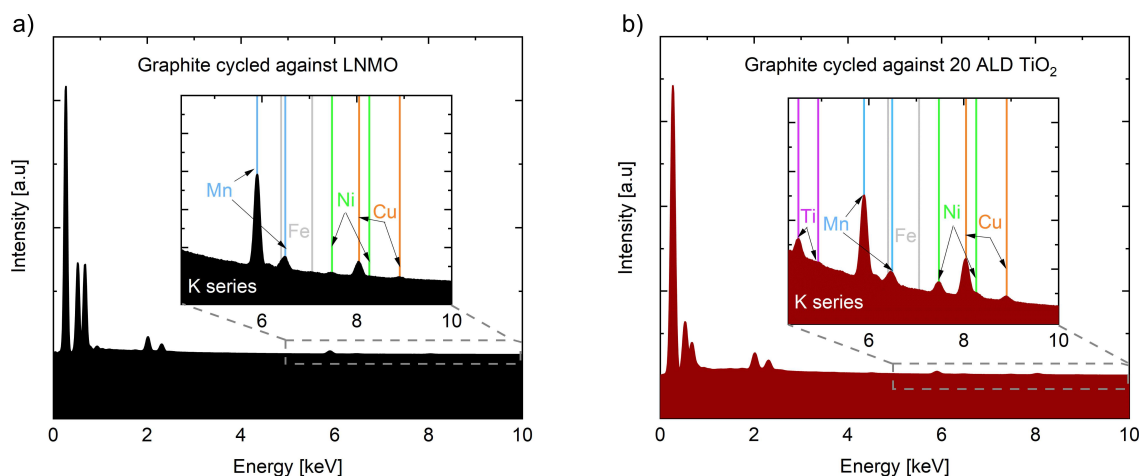 a)
Graphite cycled against LNMO
Intensity [a.u]
Mn
Fe
Ni
Cu
K series
6
8
10
0
2
4
6
8
10
Energy [keV]
b)
Graphite cycled against 20 ALD TiO₂
Intensity [a.u]
Ti
Mn
Fe
Ni
Cu
K series
6
8
10
0
2
4
6
8
10
Energy [keV]